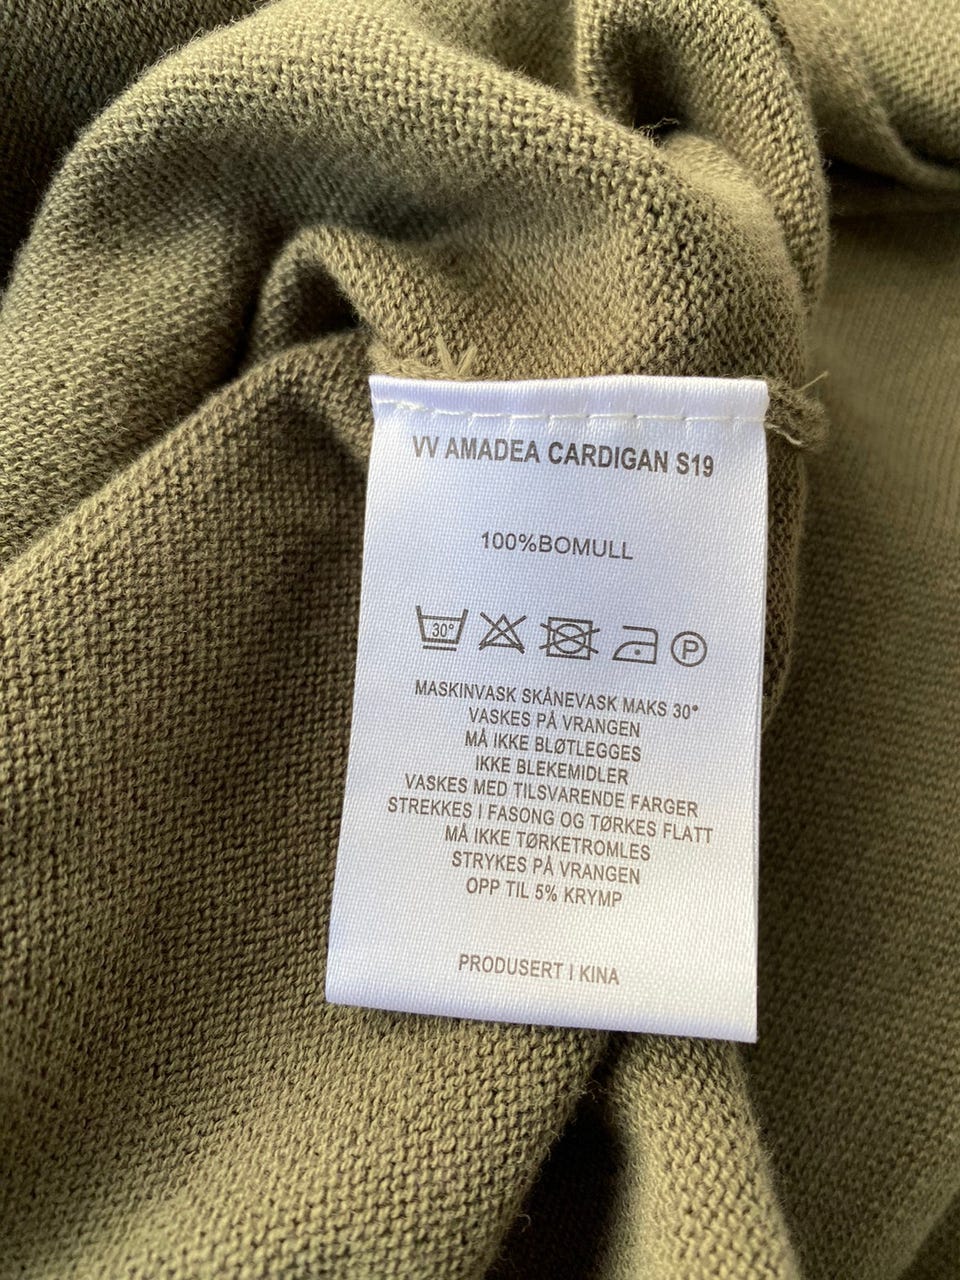 VV AMADEA CARDIGAN S19
100%BOMULL
30° P
MASKINVASK SKÅNEVASK MAKS 30°
VASKES PÅ VRANGEN
MÅ IKKE BLØTLEGGES
IKKE BLEKEMIDLER
VASKES MED TILSVARENDE FARGER
STREKKES I FASONG OG TØRKES FLATT
MÅ IKKE TØRKETROMLES
STRYKES PÅ VRANGEN
OPP TIL 5% KRYMP
PRODUSERT I KINA